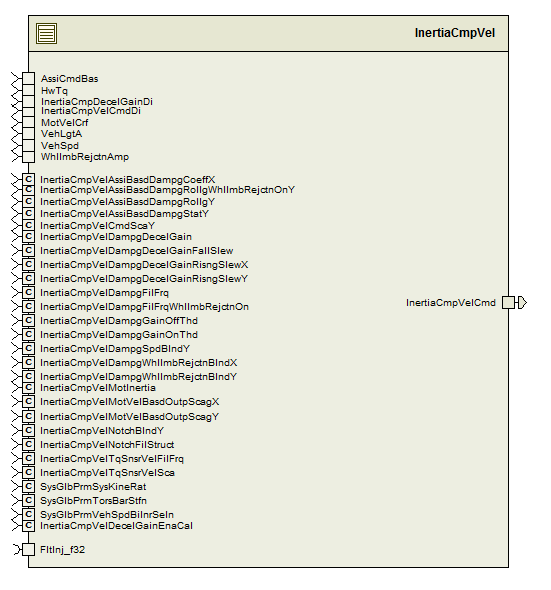 InertiaCmpVel
AssiCmdBas
HwTq
InertiaCmpDecelGainDi
InertiaCmpVelCmdDi
MotVelCrf
VehLgtA
VehSpd
WhlImbRejctnAmp
C InertiaCmpVelAssiBasdDampgCoeffX
C InertiaCmpVelAssiBasdDampgRollgWhlImbRejctnOnY
C InertiaCmpVelAssiBasdDampgRollgY
C InertiaCmpVelAssiBasdDampgStatY
C InertiaCmpVelCmdScaY
C InertiaCmpVelDampgDecelGain
C InertiaCmpVelDampgDecelGainFallSlew
C InertiaCmpVelDampgDecelGainRisngSlewX
C InertiaCmpVelDampgDecelGainRisngSlewY
InertiaCmpVelCmd
C InertiaCmpVelDampgFilFrq
C InertiaCmpVelDampgFilFrqWhlImbRejctnOn
C InertiaCmpVelDampgGainOffThd
C InertiaCmpVelDampgGainOnThd
C InertiaCmpVelDampgSpdBlndY
C InertiaCmpVelDampgWhlImbRejctnBlndX
C InertiaCmpVelDampgWhlImbRejctnBlndY
C InertiaCmpVelMotInertia
C InertiaCmpVelMotVelBasdOutpScagX
C InertiaCmpVelMotVelBasdOutpScagY
C InertiaCmpVelNotchBlndY
C InertiaCmpVelNotchFilStruct
C InertiaCmpVelTqSnsrVelFilFrq
C InertiaCmpVelTqSnsrVelSca
C SysGlbPrmSysKineRat
C SysGlbPrmTorsBarStfn
C SysGlbPrmVehSpdBilnrSeln
C InertiaCmpVelDecelGainEnaCal
FltInj_f32